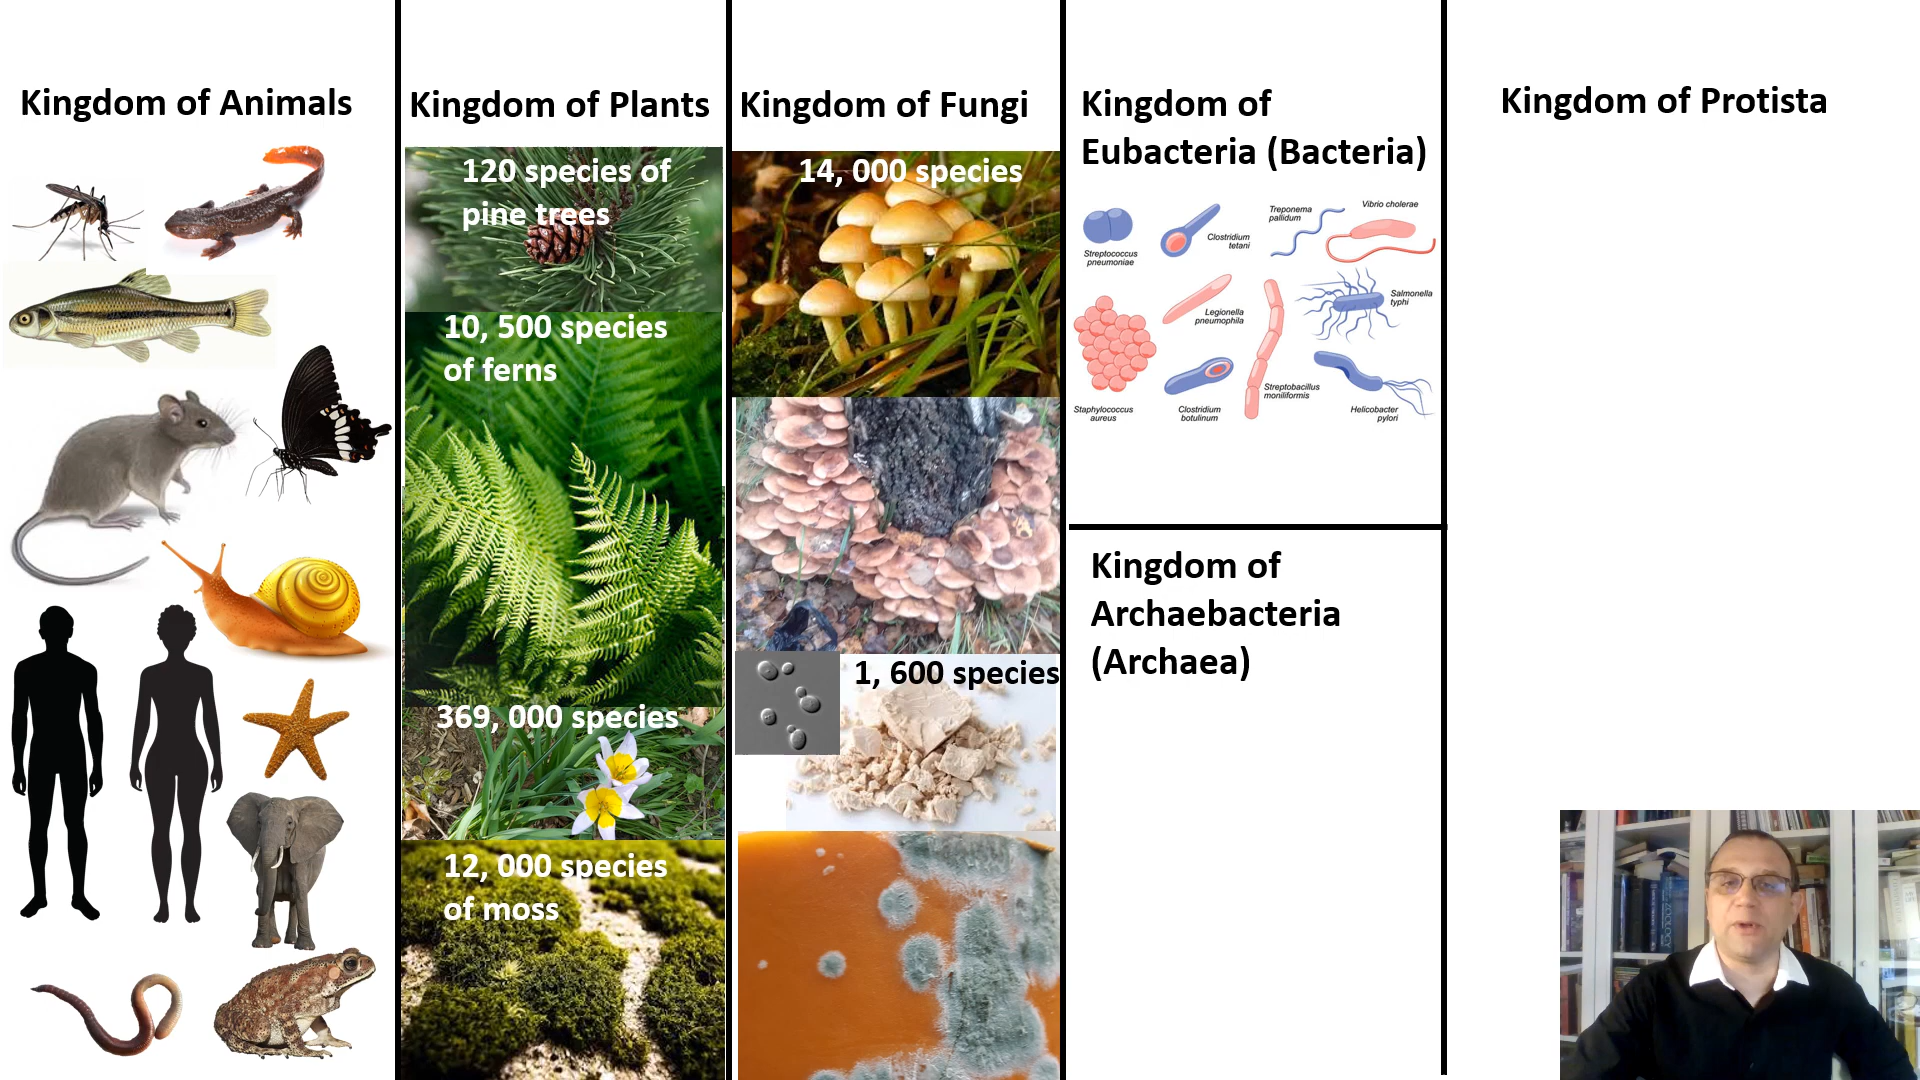 Kingdom of Animals
Kingdom of Plants
120 species of
pine trees
10, 500 species
of ferns
369, 000 species
12, 000 species
of moss
Kingdom of Fungi
14, 000 species
1, 600 species
Kingdom of
Eubacteria (Bacteria)
Streptococcus
pneumoniae
Clostridium
tetani
Treponema
pallidum
Vibrio cholerae
Legionella
pneumophila
Salmonella
typhi
Staphylococcus
aureus
Clostridium
botulinum
Streptobacillus
moniliformis
Helicobacter
pylori
Kingdom of
Archaebacteria
(Archaea)
Kingdom of Protista
ZOOLOGY